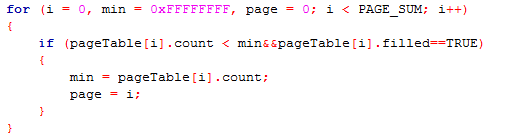 for (i = 0, min = 0xFFFFFFFF, page = 0; i < PAGE_SUM; i++)
{
if (pageTable[i].count < min&&pageTable[i].filled==TRUE)
{
min = pageTable[i].count;
page = i;
}
}